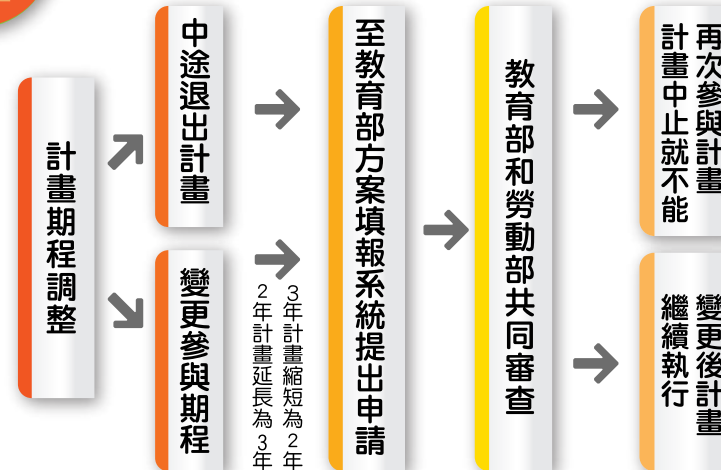 計畫期程調整
中途退出計畫
變更參與期程
3年計畫縮短為2年
2年計畫延長為3年
至教育部方案填報系統提出申請
教育部和勞動部共同審查
計畫中止就不能
再次參與計畫
變更後計畫
繼續執行